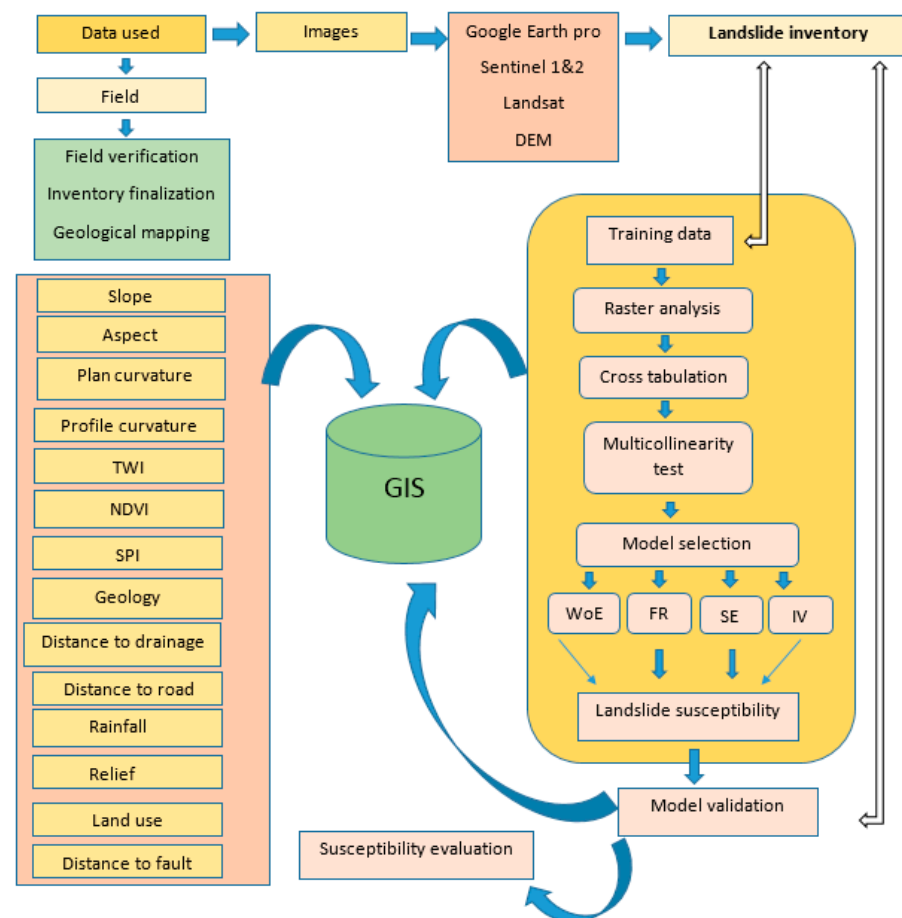 Data used
Images
Google Earth pro
Sentinel 1&2
Landsat
DEM
Landslide inventory
Field
Field verification
Inventory finalization
Geological mapping
Slope
Aspect
Plan curvature
Profile curvature
TWI
NDVI
SPI
Geology
Distance to drainage
Distance to road
Rainfall
Relief
Land use
Distance to fault
GIS
Training data
Raster analysis
Cross tabulation
Multicollinearity
test
Model selection
WoE
FR
SE
IV
Landslide susceptibility
Model validation
Susceptibility evaluation